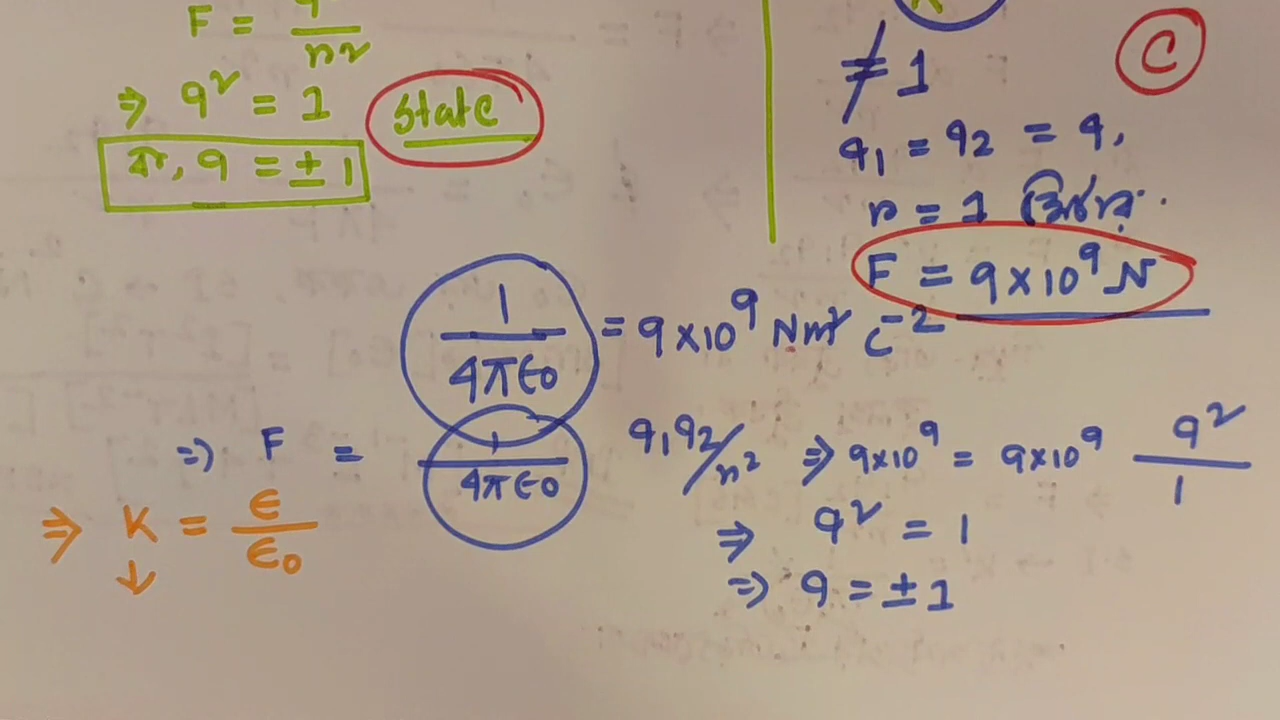 F = q²/r²
⇒ q² = 1 State
বা, q = ± 1
K
≠ 1
C
q₁ = q₂ = q,
r = 1 মিটার.
F = 9×10⁹ N
1/4πϵ₀ = 9×10⁹ Nm² C⁻²
⇒ F = 1/4πϵ₀ q₁q₂/r² ⇒ 9×10⁹ = 9×10⁹ q²/1
⇒ K = ϵ/ϵ₀
↓
⇒ q² = 1
⇒ q = ± 1